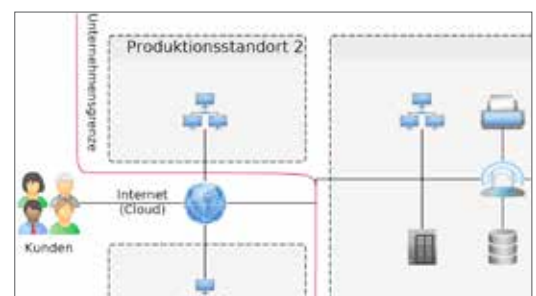 Unternehmensgrenze
Produktionsstandort 2
Internet
(Cloud)
Kunden